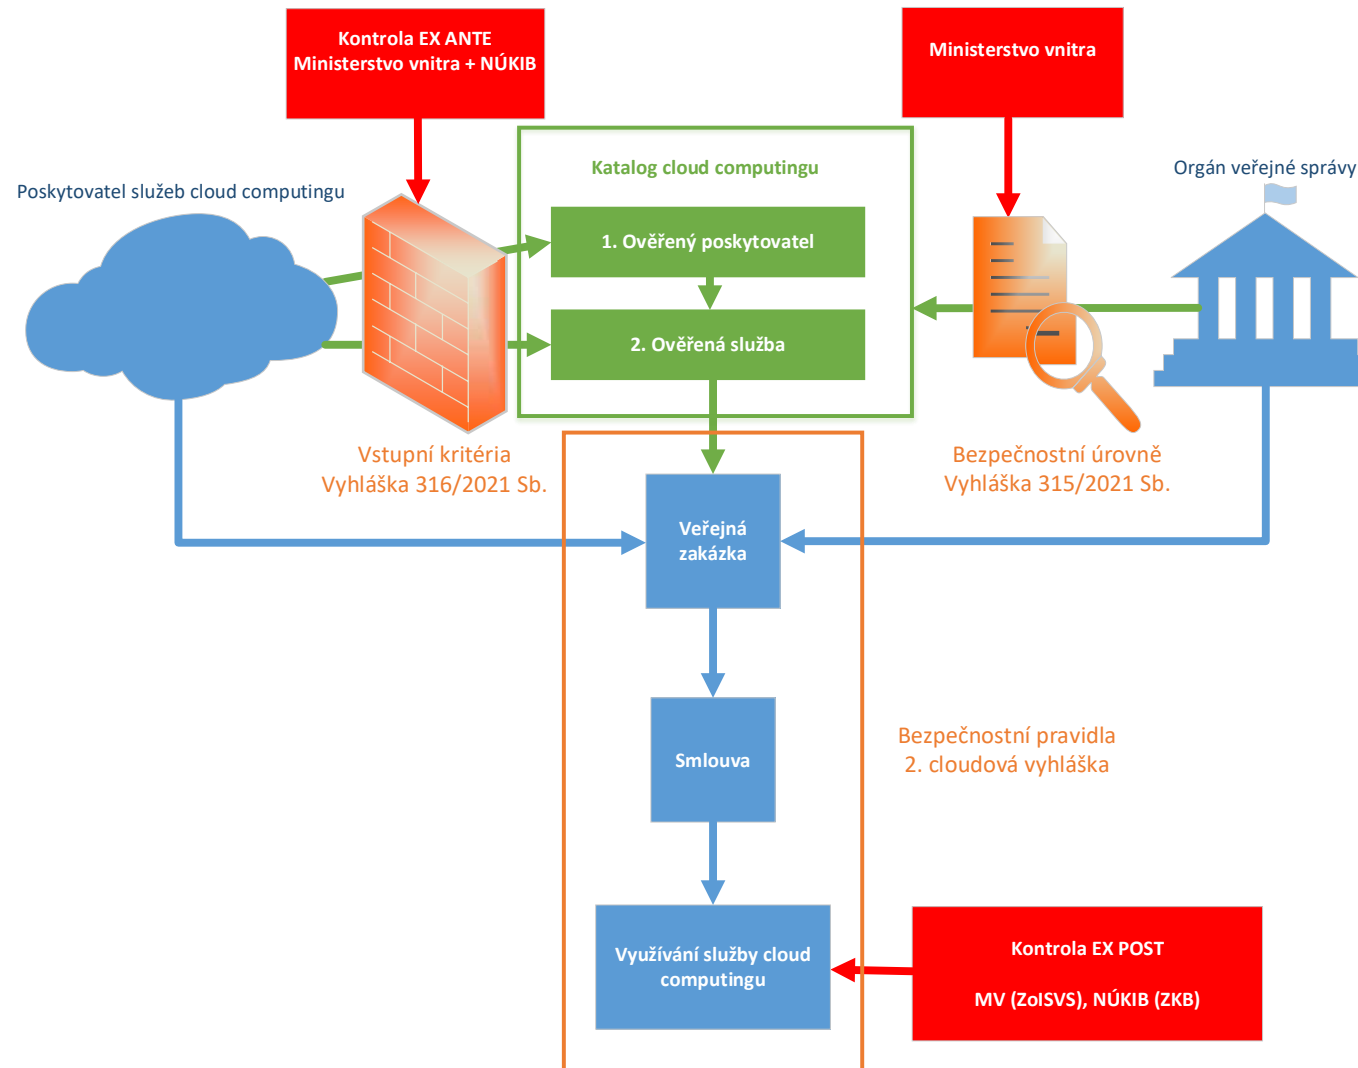 Kontrola EX ANTE
Ministerstvo vnitra + NÚKIB
Ministerstvo vnitra
Katalog cloud computingu
Orgán veřejné správy
Poskytovatel služeb cloud computingu
1. Ověřený poskytovatel
2. Ověřená služba
Vstupní kritéria
Vyhláška 316/2021 Sb.
Bezpečnostní úrovně
Vyhláška 315/2021 Sb.
Veřejná
zakázka
Smlouva
Bezpečnostní pravidla
2. cloudová vyhláška
Využívání služby cloud
computingu
Kontrola EX POST
MV (ZoISVS), NÚKIB (ZKB)